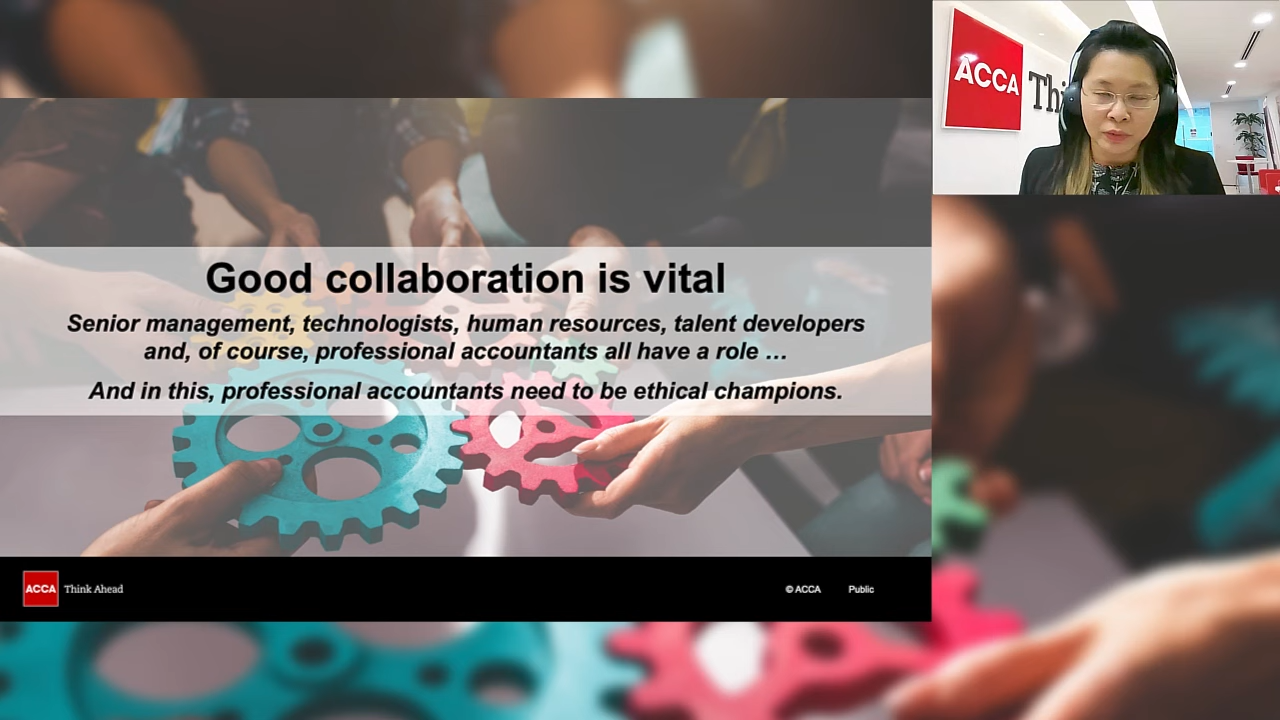 Good collaboration is vital
Senior management, technologists, human resources, talent developers
and, of course, professional accountants all have a role …
And in this, professional accountants need to be ethical champions.
ACCA Think Ahead
© ACCA Public
ACCA